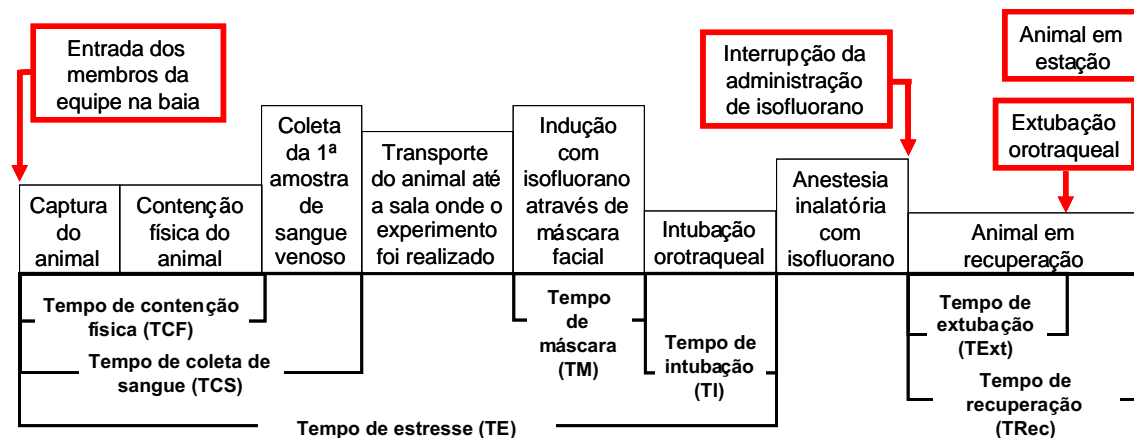 Entrada dos
membros da
equipe na baia
Interrupção da
administração
de isofluorano
Animal em
estação
Extubação
orotraqueal
Captura
do
animal
Contenção
física do
animal
Coleta
da 1ª
amostra
de
sangue
venoso
Transporte
do animal até
a sala onde o
experimento
foi realizado
Indução
com
isofluorano
através de
máscara
facial
Intubação
orotraqueal
Anestesia
inalatória
com
isofluorano
Animal em
recuperação
Tempo de contenção
física (TCF)
Tempo de coleta de
sangue (TCS)
Tempo de estresse (TE)
Tempo
de
máscara
(TM)
Tempo de
intubação
(TI)
Tempo de
extubação
(TExt)
Tempo de
recuperação
(TRec)